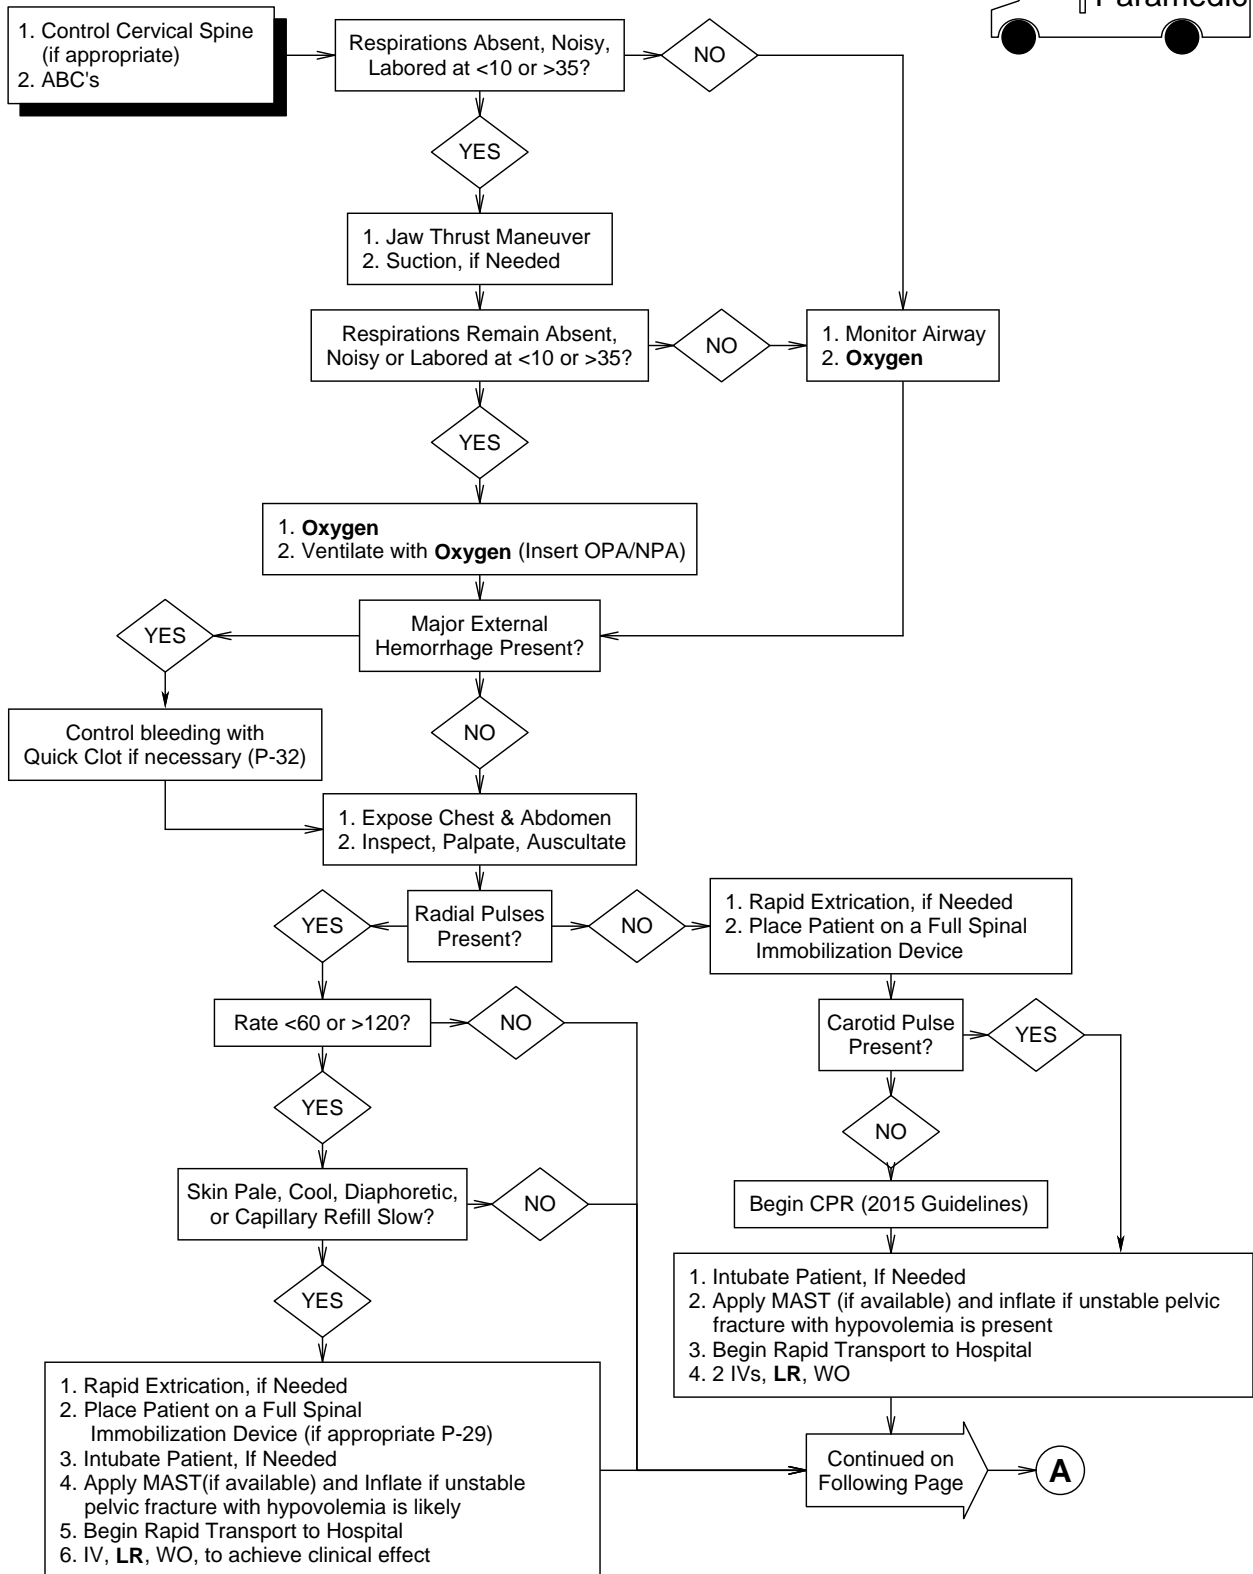 Paramedic
1. Control Cervical Spine
(if appropriate)
2. ABC's
Respirations Absent, Noisy,
Labored at <10 or >35?
NO
YES
1. Jaw Thrust Maneuver
2. Suction, if Needed
Respirations Remain Absent,
Noisy or Labored at <10 or >35?
NO
1. Monitor Airway
2. Oxygen
YES
1. Oxygen
2. Ventilate with Oxygen (Insert OPA/NPA)
Major External
Hemorrhage Present?
YES
Control bleeding with
Quick Clot if necessary (P-32)
NO
1. Expose Chest & Abdomen
2. Inspect, Palpate, Auscultate
Radial Pulses
Present?
YES
NO
1. Rapid Extrication, if Needed
2. Place Patient on a Full Spinal
Immobilization Device
Rate <60 or >120?
NO
Carotid Pulse
Present?
YES
YES
NO
Skin Pale, Cool, Diaphoretic,
or Capillary Refill Slow?
NO
Begin CPR (2015 Guidelines)
YES
1. Intubate Patient, If Needed
2. Apply MAST (if available) and inflate if unstable pelvic
fracture with hypovolemia is present
3. Begin Rapid Transport to Hospital
4. 2 IVs, LR, WO
1. Rapid Extrication, if Needed
2. Place Patient on a Full Spinal
Immobilization Device (if appropriate P-29)
3. Intubate Patient, If Needed
4. Apply MAST(if available) and Inflate if unstable
pelvic fracture with hypovolemia is likely
5. Begin Rapid Transport to Hospital
6. IV, LR, WO, to achieve clinical effect
Continued on
Following Page
A